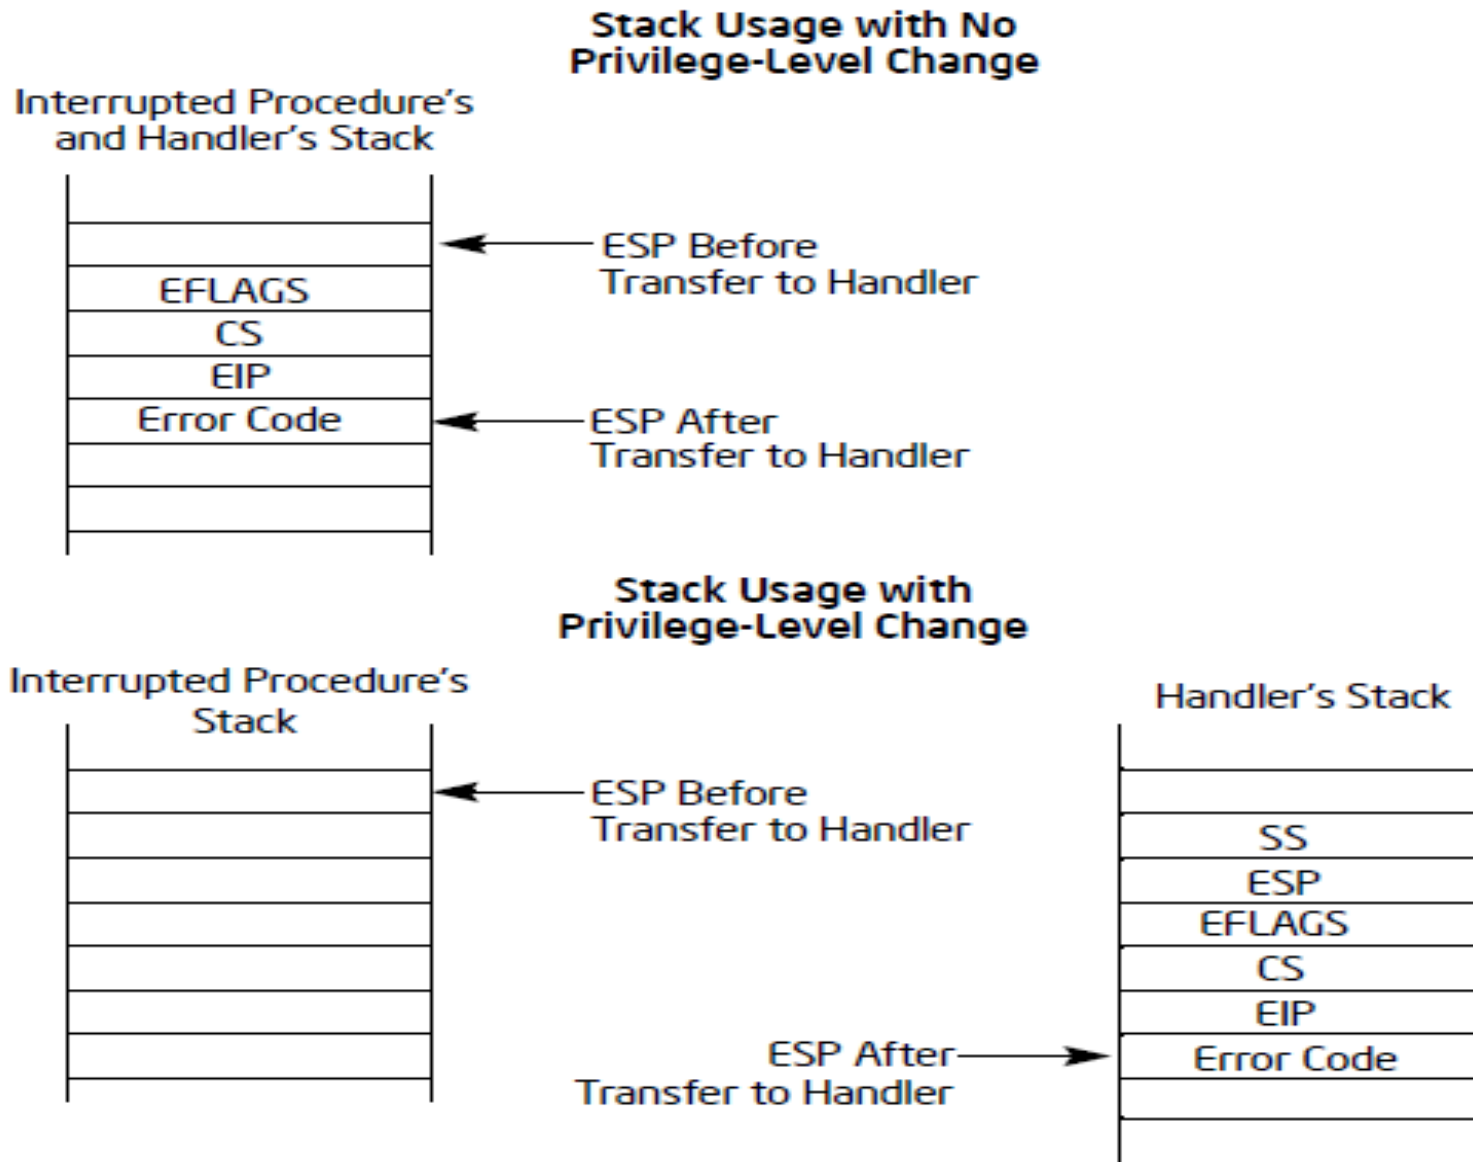 Stack Usage with No
Privilege-Level Change
Interrupted Procedure's
and Handler's Stack
ESP Before
Transfer to Handler
EFLAGS
CS
EIP
Error Code
ESP After
Transfer to Handler
Stack Usage with
Privilege-Level Change
Interrupted Procedure's
Stack
Handler's Stack
ESP Before
Transfer to Handler
SS
ESP
EFLAGS
CS
EIP
ESP After
Transfer to Handler
Error Code